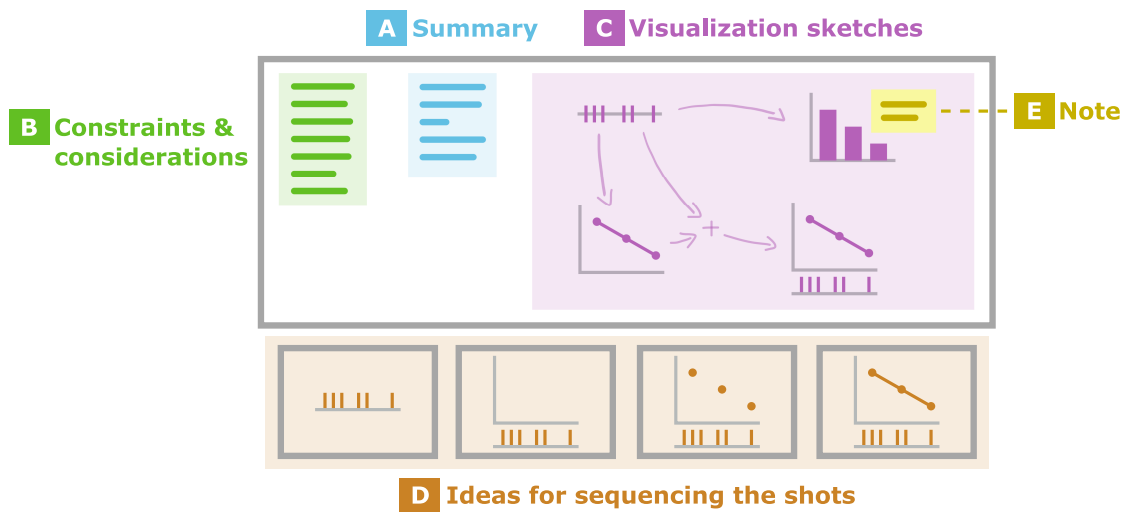 A Summary
C Visualization sketches
B Constraints &
considerations
E Note
D Ideas for sequencing the shots